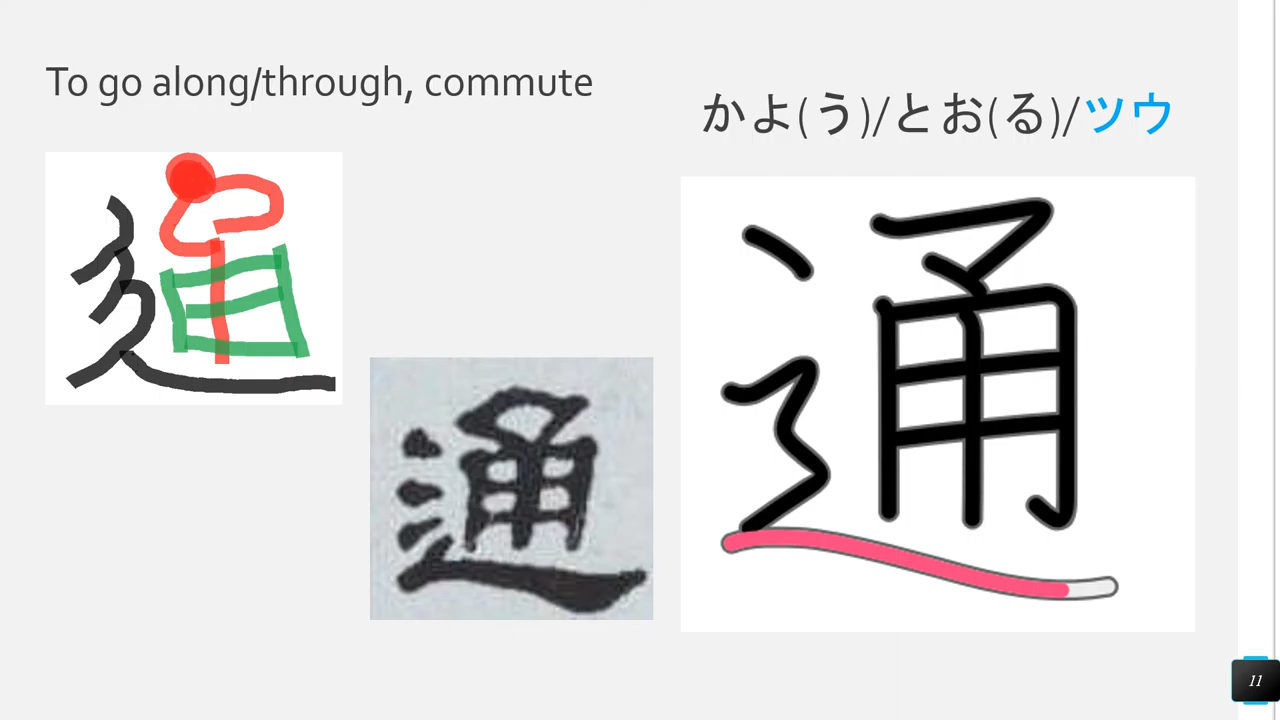 To go along/through, commute
かよ(う)/とお(る)/ツウ
通
通
通
11